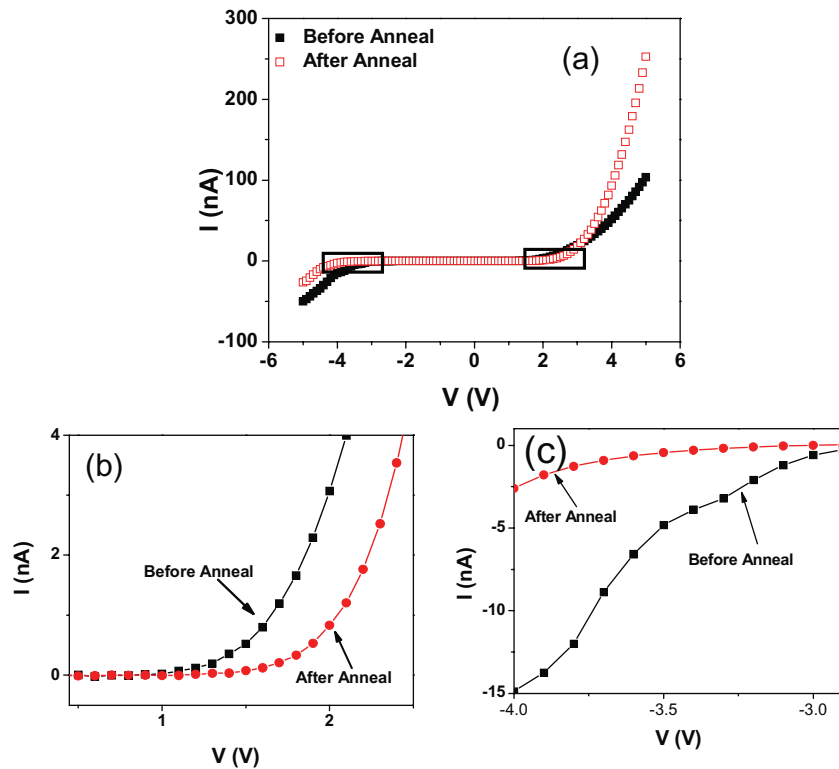 300
Before Anneal
After Anneal
(a)
200
100
0
-100
I (nA)
-6 -4 -2 0 2 4 6
V (V)
4
(b)
2
0
I (nA)
Before Anneal
After Anneal
1 2
V (V)
(c)
0
-5
-10
-15
I (nA)
After Anneal
Before Anneal
-4.0 -3.5 -3.0
V (V)